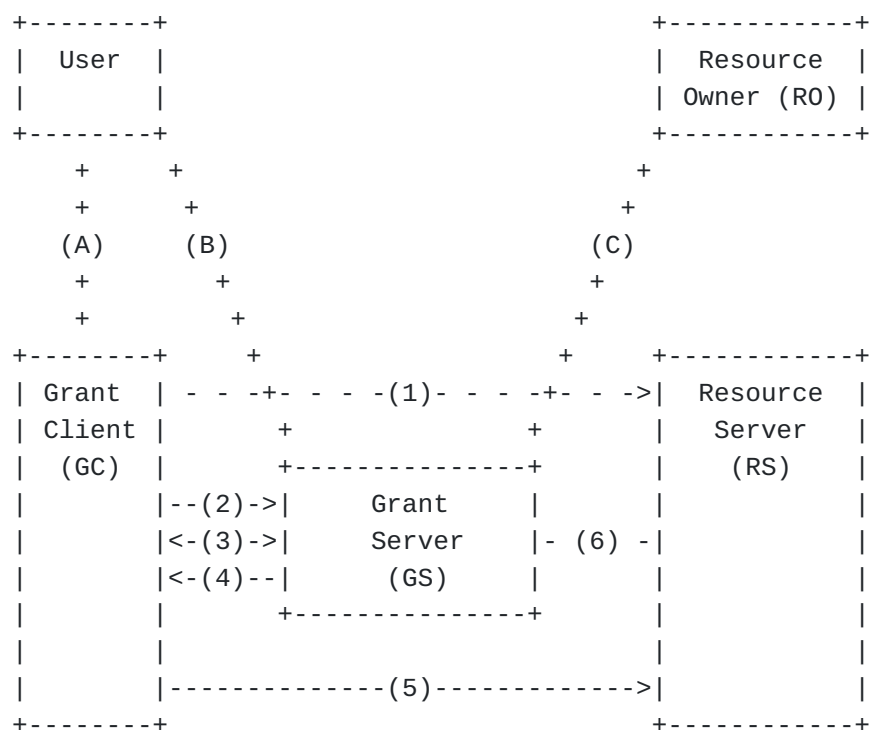 +--------+                                +------------+
|  User  |                                |  Resource  |
|        |                                | Owner (RO) |
+--------+                                +------------+
    +     +                              +
    +      +                            +
   (A)    (B)                         (C)
    +        +                        +
    +         +                      +
+--------+     +                    +     +------------+
| Grant  | - - -+- - - -(1)- - - -+- - ->|  Resource  |
| Client |       +                +       |   Server   |
|  (GC)  |       +---------------+       |    (RS)    |
|        |--(2)->|     Grant     |       |            |
|        |<-(3)->|     Server    |- (6) -|            |
|        |<-(4)--|      (GS)     |       |            |
|        |       +---------------+       |            |
|        |                               |            |
|        |--------------(5)------------->|            |
+--------+                                +------------+